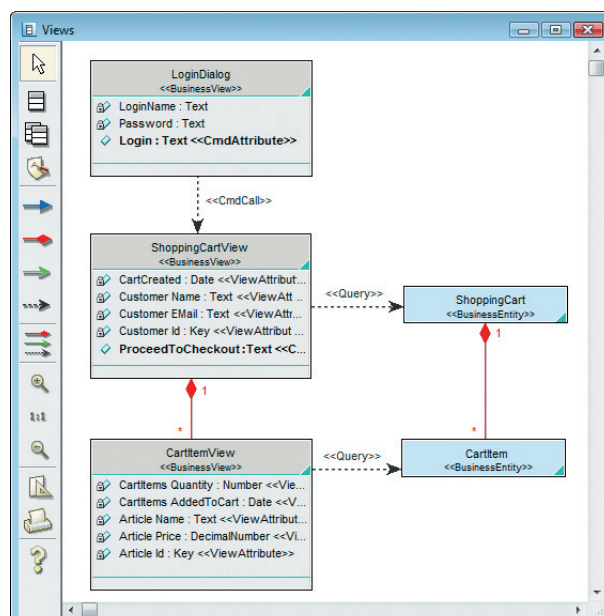 Views
LoginDialog
<<BusinessView>>
LoginName : Text
Password : Text
Login : Text <<CmdAttribute>>
<<CmdCall>>
ShoppingCartView
<<BusinessView>>
CartCreated : Date <<ViewAttribut...
Customer Name : Text <<ViewAtt ...
Customer EMail : Text <<ViewAttr...
Customer Id : Key <<ViewAttribut ...
ProceedToCheckout :Text <<C...
<<Query>>
ShoppingCart
<<BusinessEntity>>
1
1
*
*
CartItemView
<<BusinessView>>
CartItems Quantity : Number <<Vie...
CartItems AddedToCart : Date <<V...
Article Name : Text <<ViewAttribut...
Article Price : DecimalNumber <<Vi...
Article Id : Key <<ViewAttribute>>
<<Query>>
CartItem
<<BusinessEntity>>
1:1